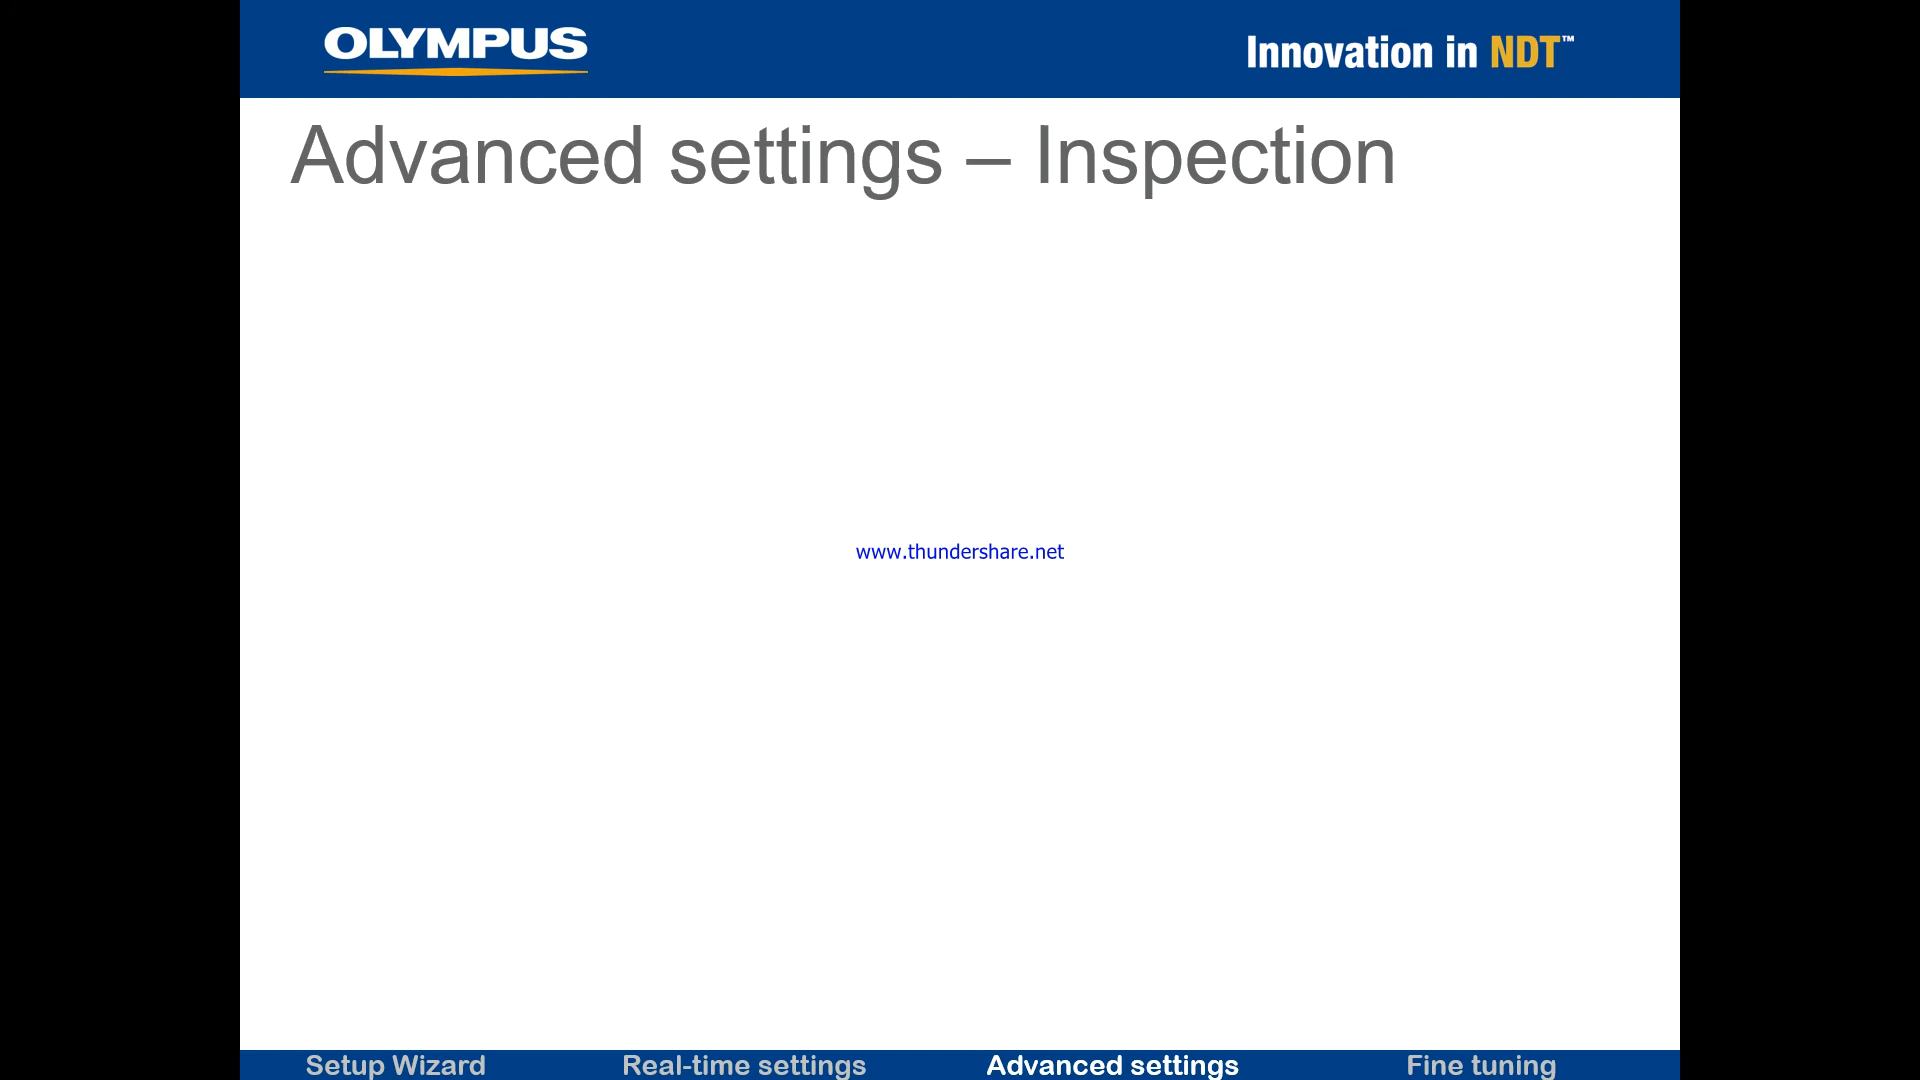 OLYMPUS
Innovation in NDT™
Advanced settings – Inspection
www.thundershare.net
Setup Wizard Real-time settings Advanced settings Fine tuning